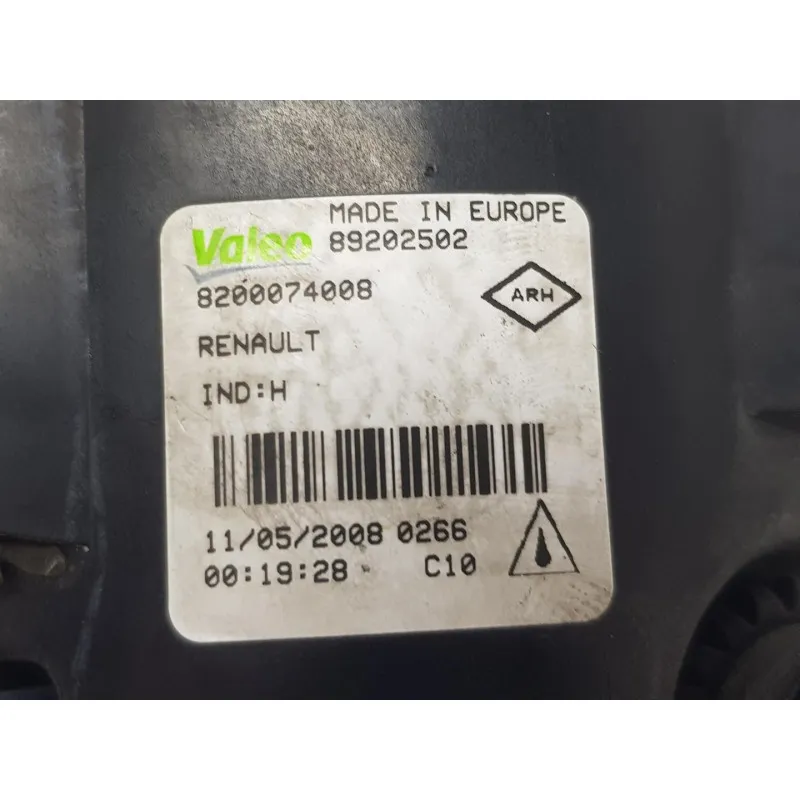 MADE IN EUROPE
Valeo 89202502
8200074008
ARH
RENAULT
IND:H
11/05/2008 0266
00:19:28 C10